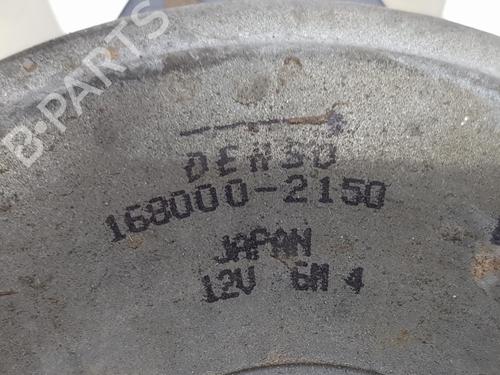 B-PARTS
DENSO
168000-2150
JAPAN
12V 6M 4